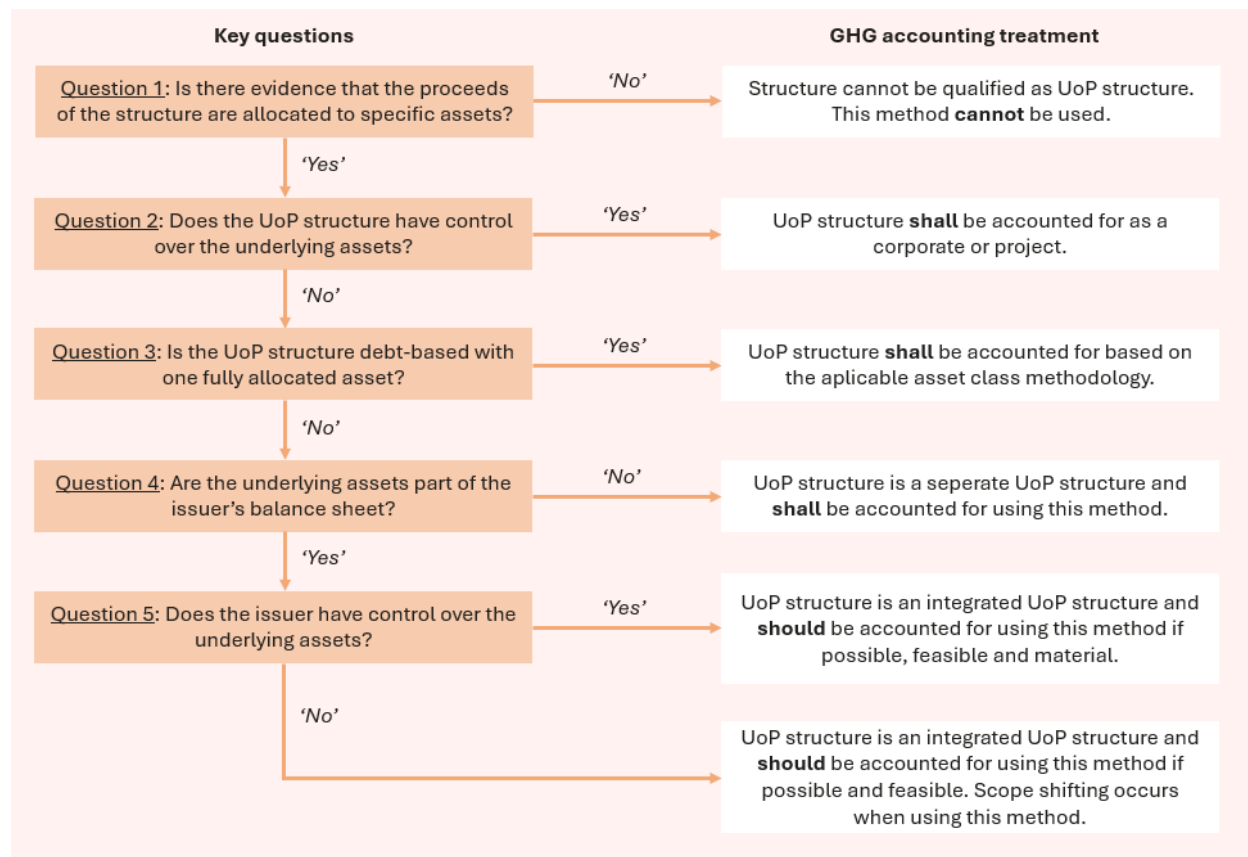 Key questions
GHG accounting treatment
Question 1: Is there evidence that the proceeds
of the structure are allocated to specific assets?
‘No’
Structure cannot be qualified as UoP structure.
This method cannot be used.
‘Yes’
Question 2: Does the UoP structure have control
over the underlying assets?
‘Yes’
UoP structure shall be accounted for as a
corporate or project.
‘No’
Question 3: Is the UoP structure debt-based with
one fully allocated asset?
‘Yes’
UoP structure shall be accounted for based on
the aplicable asset class methodology.
‘No’
Question 4: Are the underlying assets part of the
issuer’s balance sheet?
‘No’
UoP structure is a seperate UoP structure and
shall be accounted for using this method.
‘Yes’
Question 5: Does the issuer have control over the
underlying assets?
‘Yes’
UoP structure is an integrated UoP structure and
should be accounted for using this method if
possible, feasible and material.
‘No’
UoP structure is an integrated UoP structure and
should be accounted for using this method if
possible and feasible. Scope shifting occurs
when using this method.